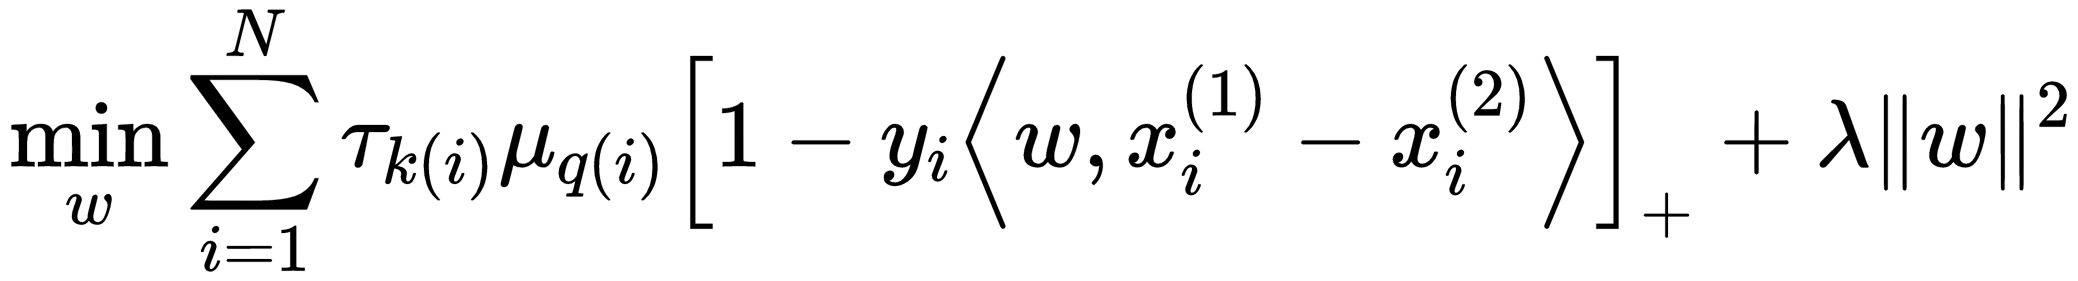 \min_{w} \sum_{i=1}^{N} \tau_{k(i)} \mu_{q(i)} \left[ 1 - y_i \left\langle w, x_i^{(1)} - x_i^{(2)} \right\rangle \right]_+ + \lambda \| w \|^2